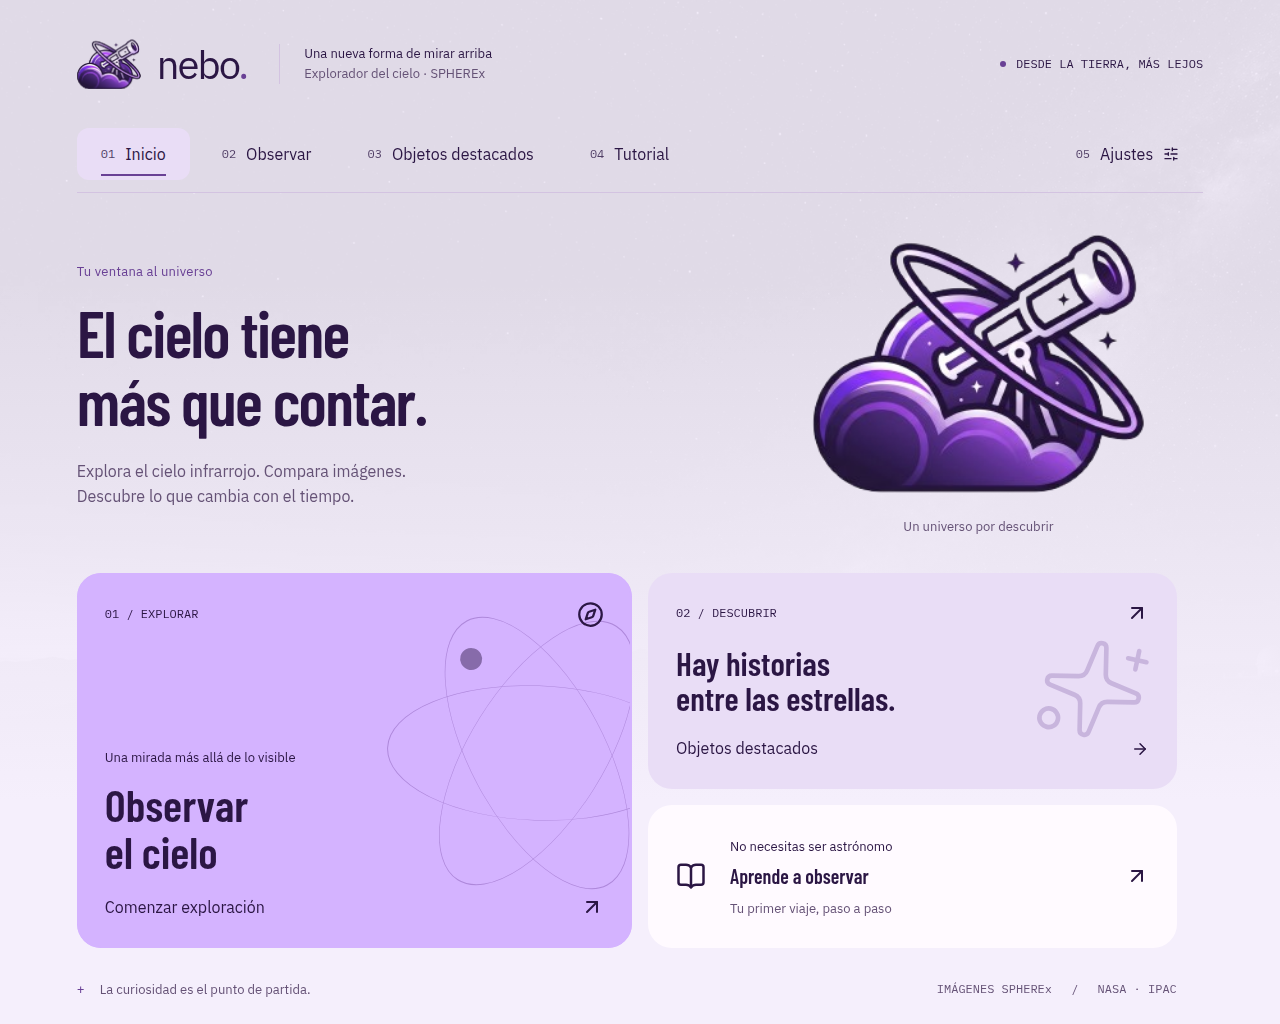 nebo.
Una nueva forma de mirar arriba
Explorador del cielo · SPHEREx
DESDE LA TIERRA, MÁS LEJOS
01 Inicio
02 Observar
03 Objetos destacados
04 Tutorial
05 Ajustes
Tu ventana al universo
El cielo tiene
más que contar.
Explora el cielo infrarrojo. Compara imágenes.
Descubre lo que cambia con el tiempo.
Un universo por descubrir
01 / EXPLORAR
Una mirada más allá de lo visible
Observar
el cielo
Comenzar exploración
02 / DESCUBRIR
Hay historias
entre las estrellas.
Objetos destacados
No necesitas ser astrónomo
Aprende a observar
Tu primer viaje, paso a paso
+ La curiosidad es el punto de partida.
IMÁGENES SPHEREx / NASA · IPAC